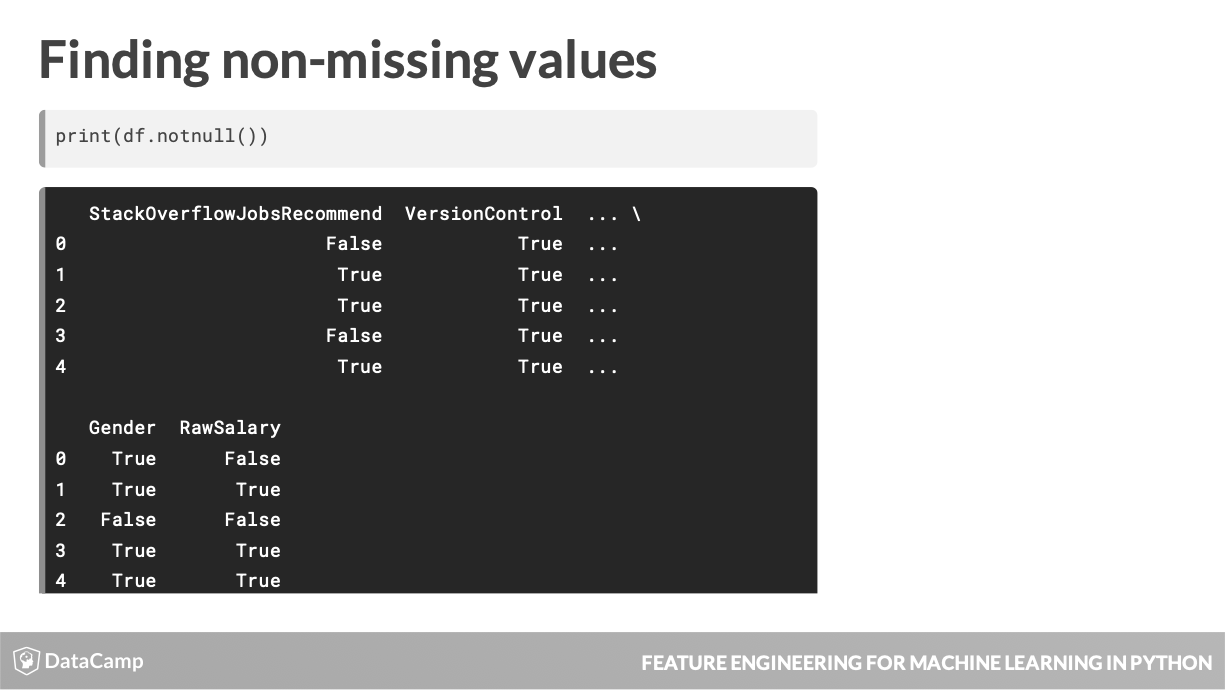 Finding non-missing values
print(df.notnull())
   StackOverflowJobsRecommend  VersionControl  ... \
0                       False            True  ...
1                        True            True  ...
2                        True            True  ...
3                       False            True  ...
4                        True            True  ...
   Gender  RawSalary
0    True      False
1    True       True
2   False      False
3    True       True
4    True       True
DataCamp
FEATURE ENGINEERING FOR MACHINE LEARNING IN PYTHON